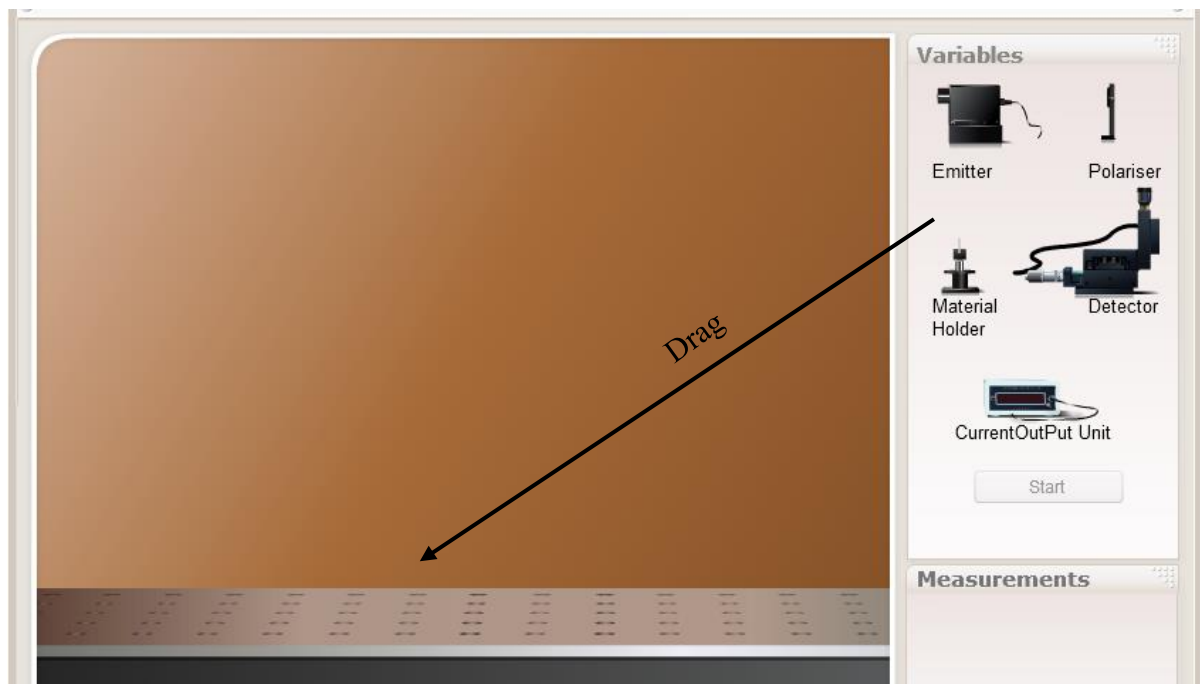 Variables
Emitter
Polariser
Material
Holder
Detector
CurrentOutPut Unit
Start
Drag
Measurements